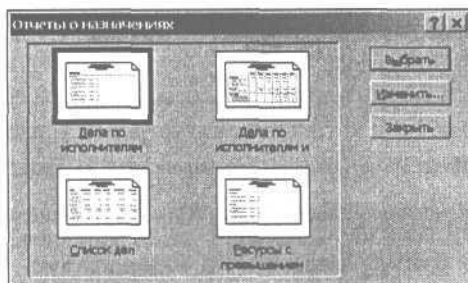 Отчеты о назначениях
Выбрать
Изменить...
Закрыть
Дела по
исполнителям
Дела по
исполнителям и
Список дел
Ресурсы с
превышением